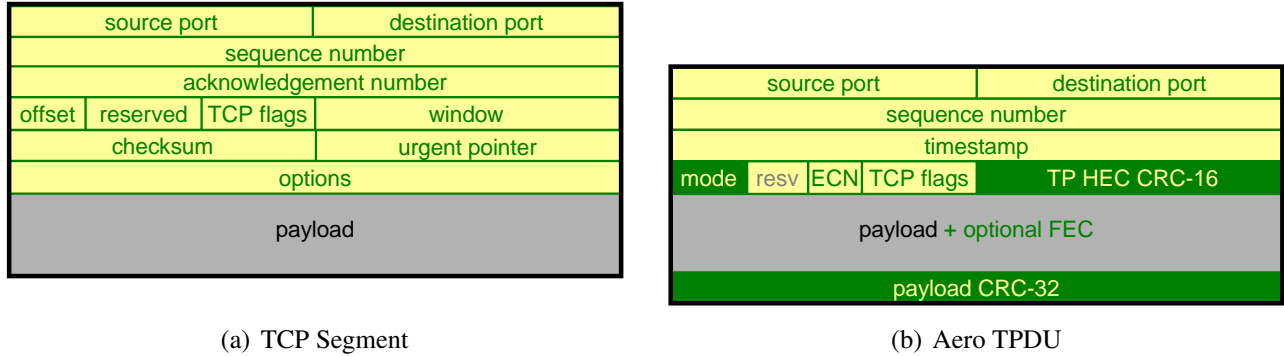 source port destination port
sequence number
acknowledgement number
offset reserved TCP flags window
checksum urgent pointer
options
payload
(a) TCP Segment
source port destination port
sequence number
timestamp
mode resv ECN TCP flags TP HEC CRC-16
payload + optional FEC
payload CRC-32
(b) Aero TPDU